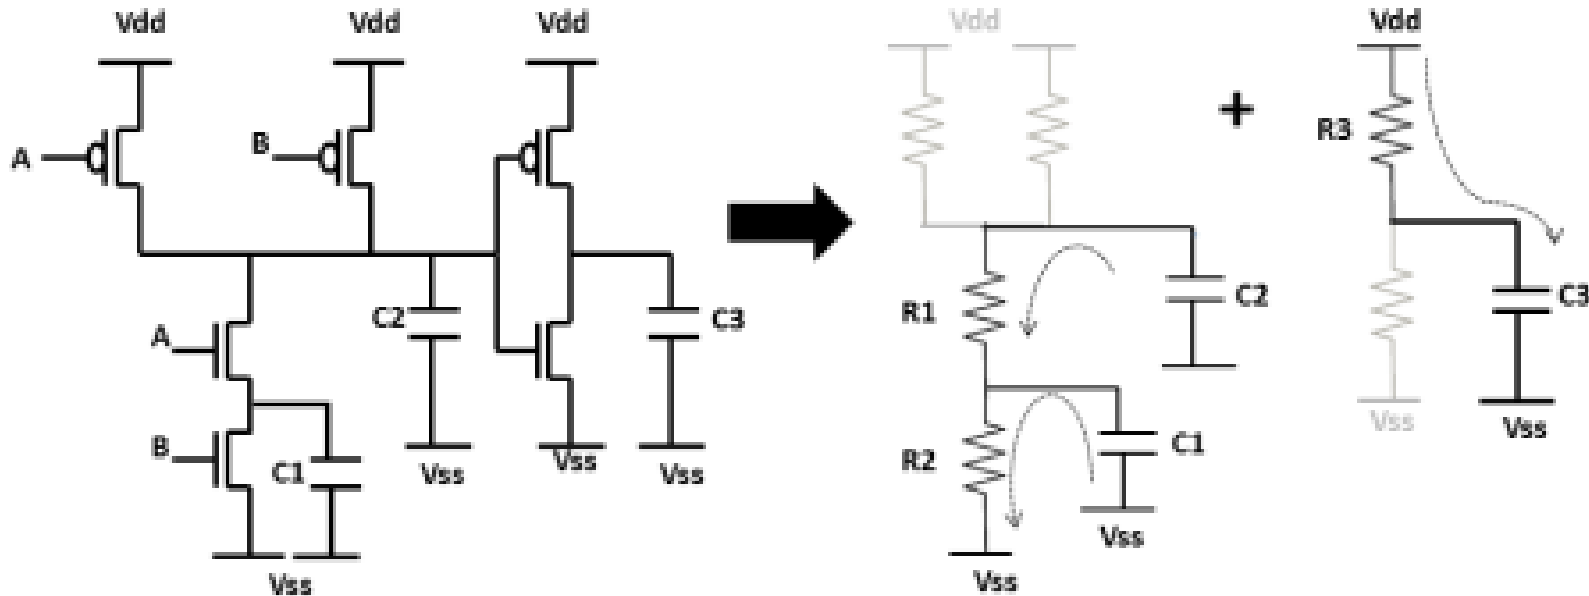 Vdd Vdd Vdd Vdd Vdd
+
R3
A B
R1 C2 C3
A C2 C3
B C1 R2 C1
Vss Vss Vss Vss Vss
Vss
Vss Vss